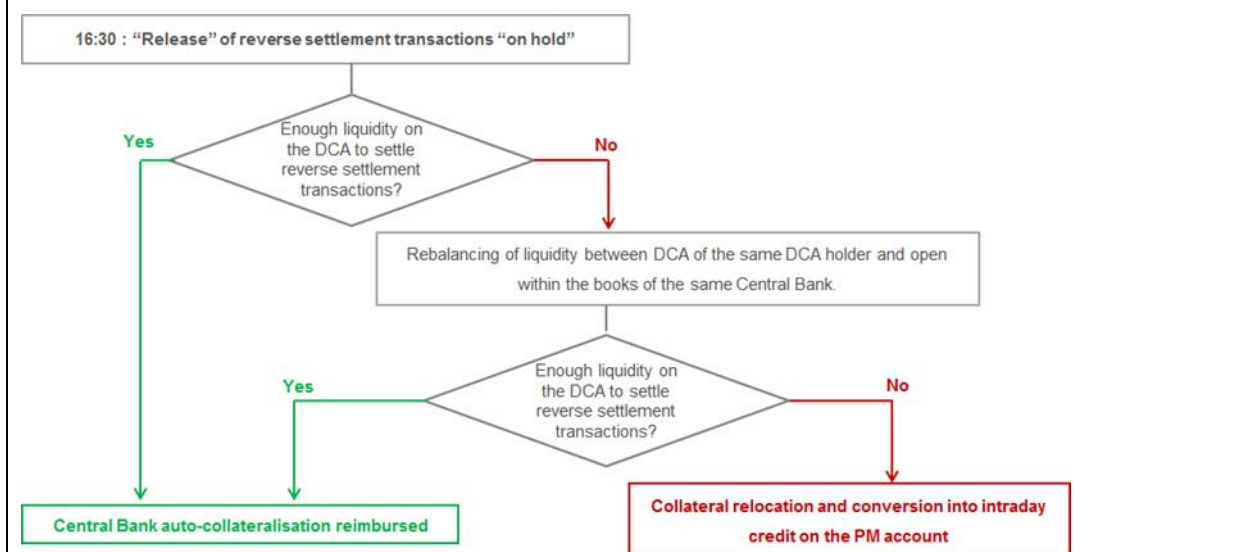 16:30 : “Release” of reverse settlement transactions “on hold”
Enough liquidity on
the DCA to settle
reverse settlement
transactions?
Yes
No
Rebalancing of liquidity between DCA of the same DCA holder and open
within the books of the same Central Bank.
Enough liquidity on
the DCA to settle
reverse settlement
transactions?
Yes
No
Central Bank auto-collateralisation reimbursed
Collateral relocation and conversion into intraday
credit on the PM account